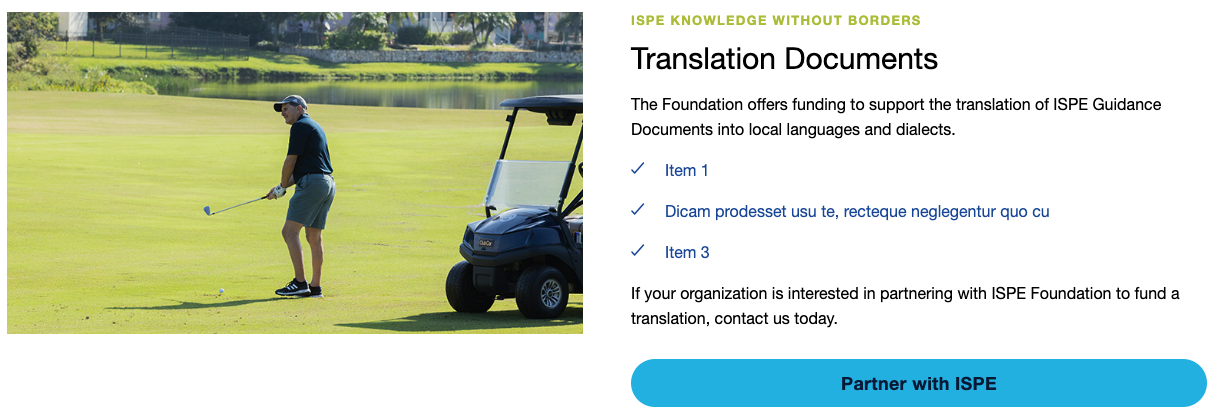 ISPE KNOWLEDGE WITHOUT BORDERS
Translation Documents
The Foundation offers funding to support the translation of ISPE Guidance
Documents into local languages and dialects.
Item 1
Dicam prodesset usu te, recteque neglegentur quo cu
Item 3
If your organization is interested in partnering with ISPE Foundation to fund a
translation, contact us today.
Partner with ISPE